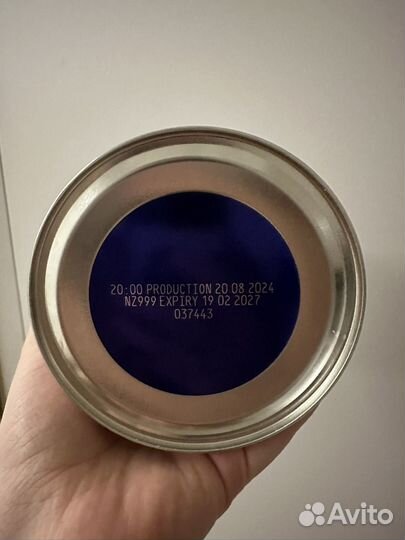 20:00 PRODUCTION 20 08 2024
NZ999 EXPIRY 19 02 2027
037443
Avito